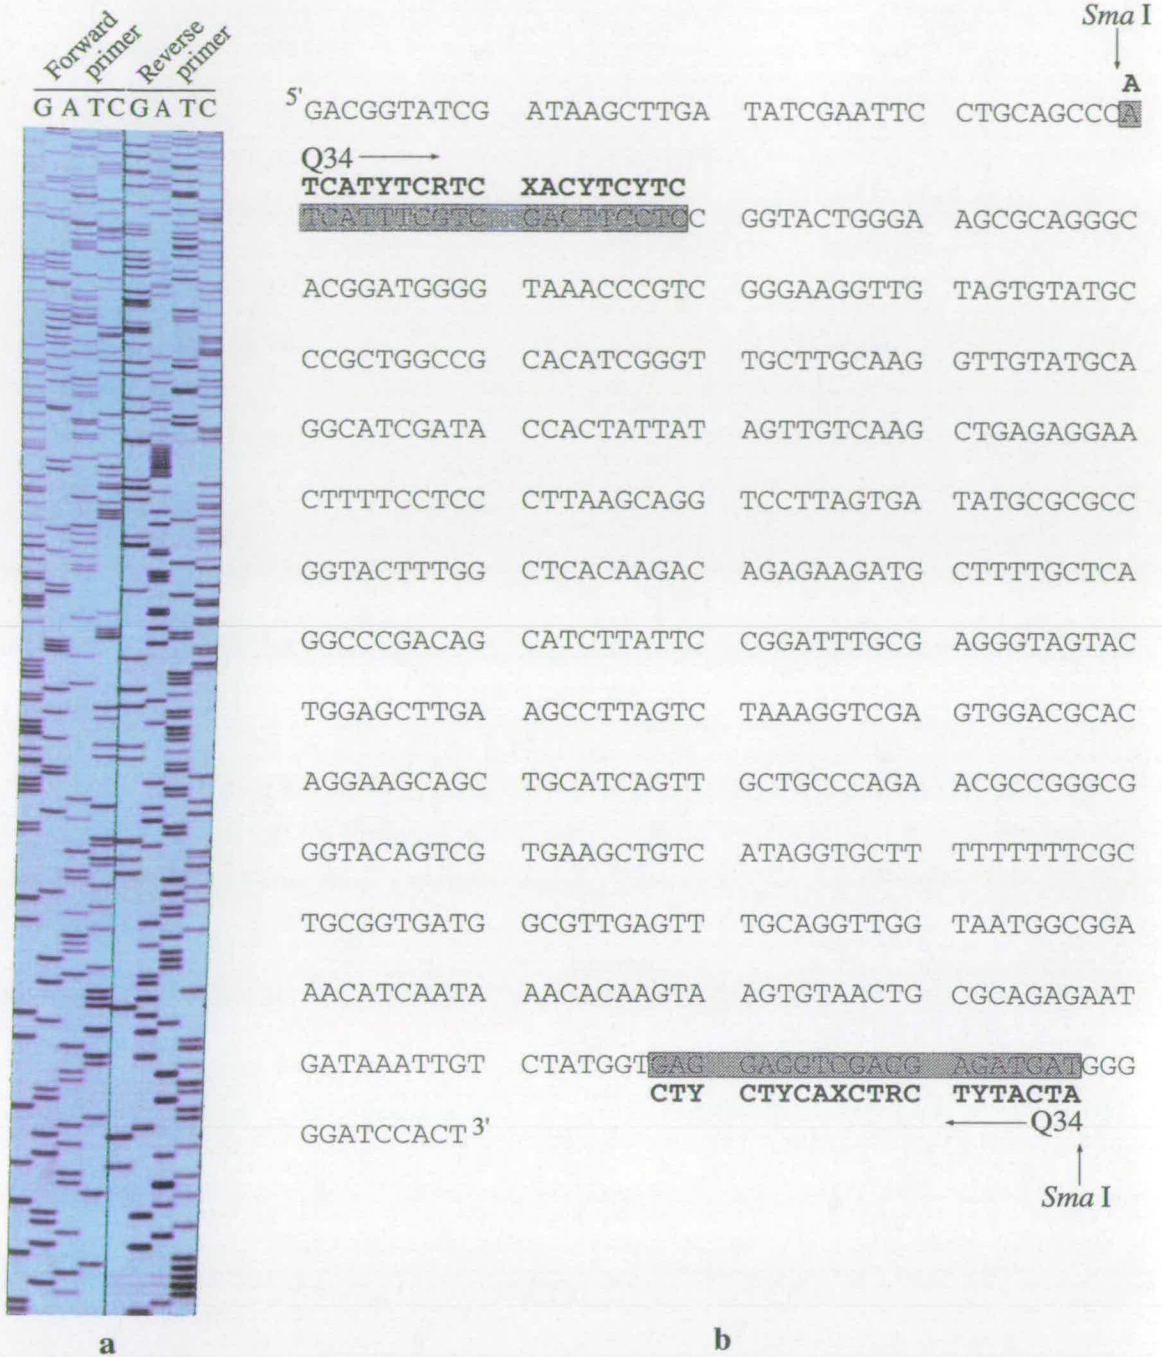 Forward primer Reverse primer
G A T C G A T C
Sma I
A
5' GACGGTATCG ATAAGCTTGA TATCGAATTC CTGCAGCCCA
Q34
TCATYTCRTC XACYTCYTC
TCATTTCGTC GACTTCCTCC GGTACTGGGA AGCGCAGGGC
ACGGATGGGG TAAACCCGTC GGGAAGGTTG TAGTGTATGC
CCGCTGGCCG CACATCGGGT TGCTTGCAAG GTTGTATGCA
GGCATCGATA CCACTATTAT AGTTGTCAAG CTGAGAGGAA
CTTTTCCTCC CTTAAGCAGG TCCTTAGTGA TATGCGCGCC
GGTACTTTGG CTCACAAGAC AGAGAAGATG CTTTTGCTCA
GGCCCGACAG CATCTTATTC CGGATTTGCG AGGGTAGTAC
TGGAGCTTGA AGCCTTAGTC TAAAGGTCGA GTGGACGCAC
AGGAAGCAGC TGCATCAGTT GCTGCCCAGA ACGCCGGGCG
GGTACAGTCG TGAAGCTGTC ATAGGTGCTT TTTTTTTCGC
TGCGGTGATG GCGTTGAGTT TGCAGGTTGG TAATGGCGGA
AACATCAATA AACACAAGTA AGTGTAACTG CGCAGAGAAT
GATAAATTGT CTATGGTGAG GAGGTCGACG AGATGATGGG
CTY CTYCAXCTRC TYTACTA
Q34
GGATCCACT 3'
Sma I
a
b